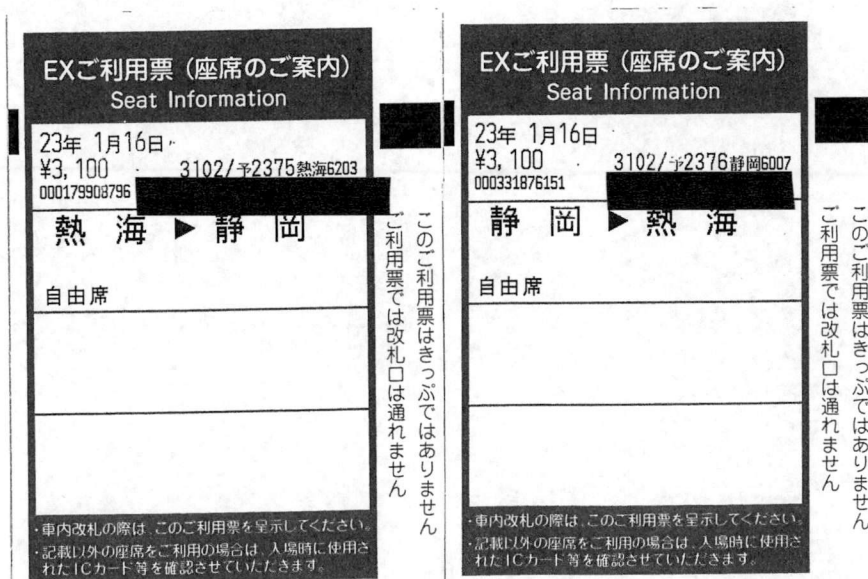 EXご利用票（座席のご案内）
Seat Information
23年 1月16日
¥3,100 3102/予2375熱海6203
000179908796
熱 海 ▶ 静 岡
自由席
・車内改札の際は、このご利用票を呈示してください。
・記載以外の座席をご利用の場合は、入場時に使用さ
れたICカード等を確認させていただきます。
このご利用票はきっぷではありません
ご利用票では改札口は通れません
EXご利用票（座席のご案内）
Seat Information
23年 1月16日
¥3,100 3102/予2376静岡6007
000331876151
静 岡 ▶ 熱 海
自由席
・車内改札の際は、このご利用票を呈示してください。
・記載以外の座席をご利用の場合は、入場時に使用さ
れたICカード等を確認させていただきます。
このご利用票はきっぷではありません
ご利用票では改札口は通れません